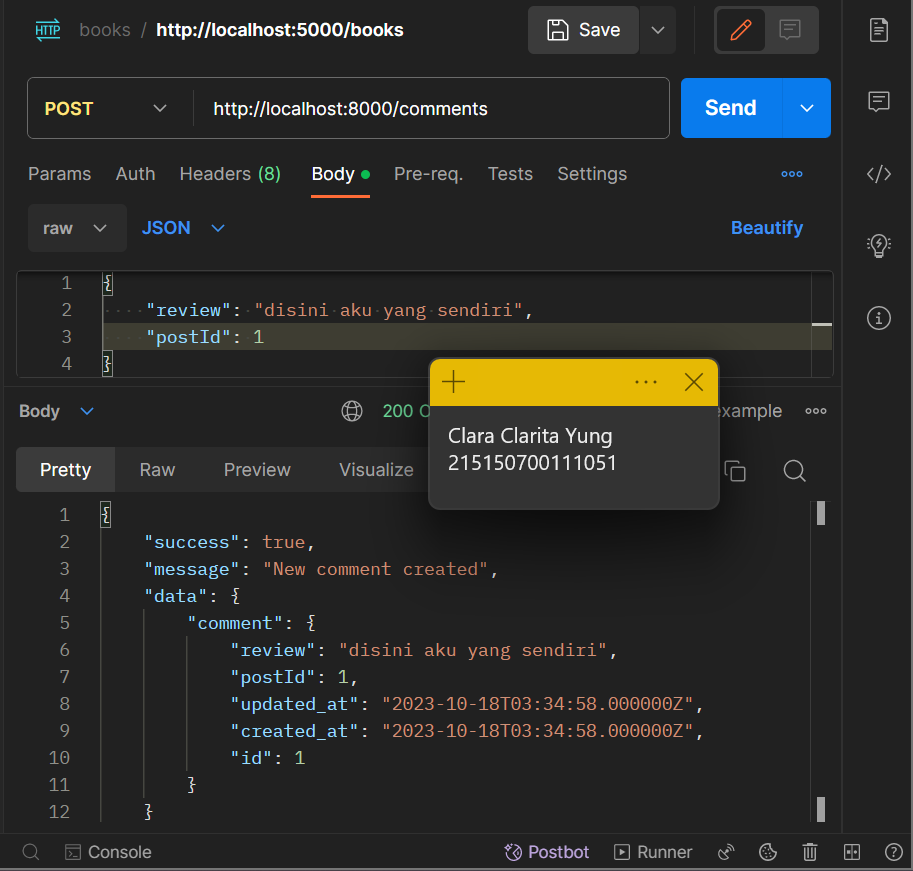 HTTP books / http://localhost:5000/books Save
POST http://localhost:8000/comments Send
Params Auth Headers (8) Body Pre-req. Tests Settings
raw JSON Beautify
1 {
2 "review": "disini aku yang sendiri",
3 "postId": 1
4 }
Body 200 example
Clara Clarita Yung
215150700111051
Pretty Raw Preview Visualize
1 {
2 "success": true,
3 "message": "New comment created",
4 "data": {
5 "comment": {
6 "review": "disini aku yang sendiri",
7 "postId": 1,
8 "updated_at": "2023-10-18T03:34:58.000000Z",
9 "created_at": "2023-10-18T03:34:58.000000Z",
10 "id": 1
11 }
12 }
Console Postbot Runner